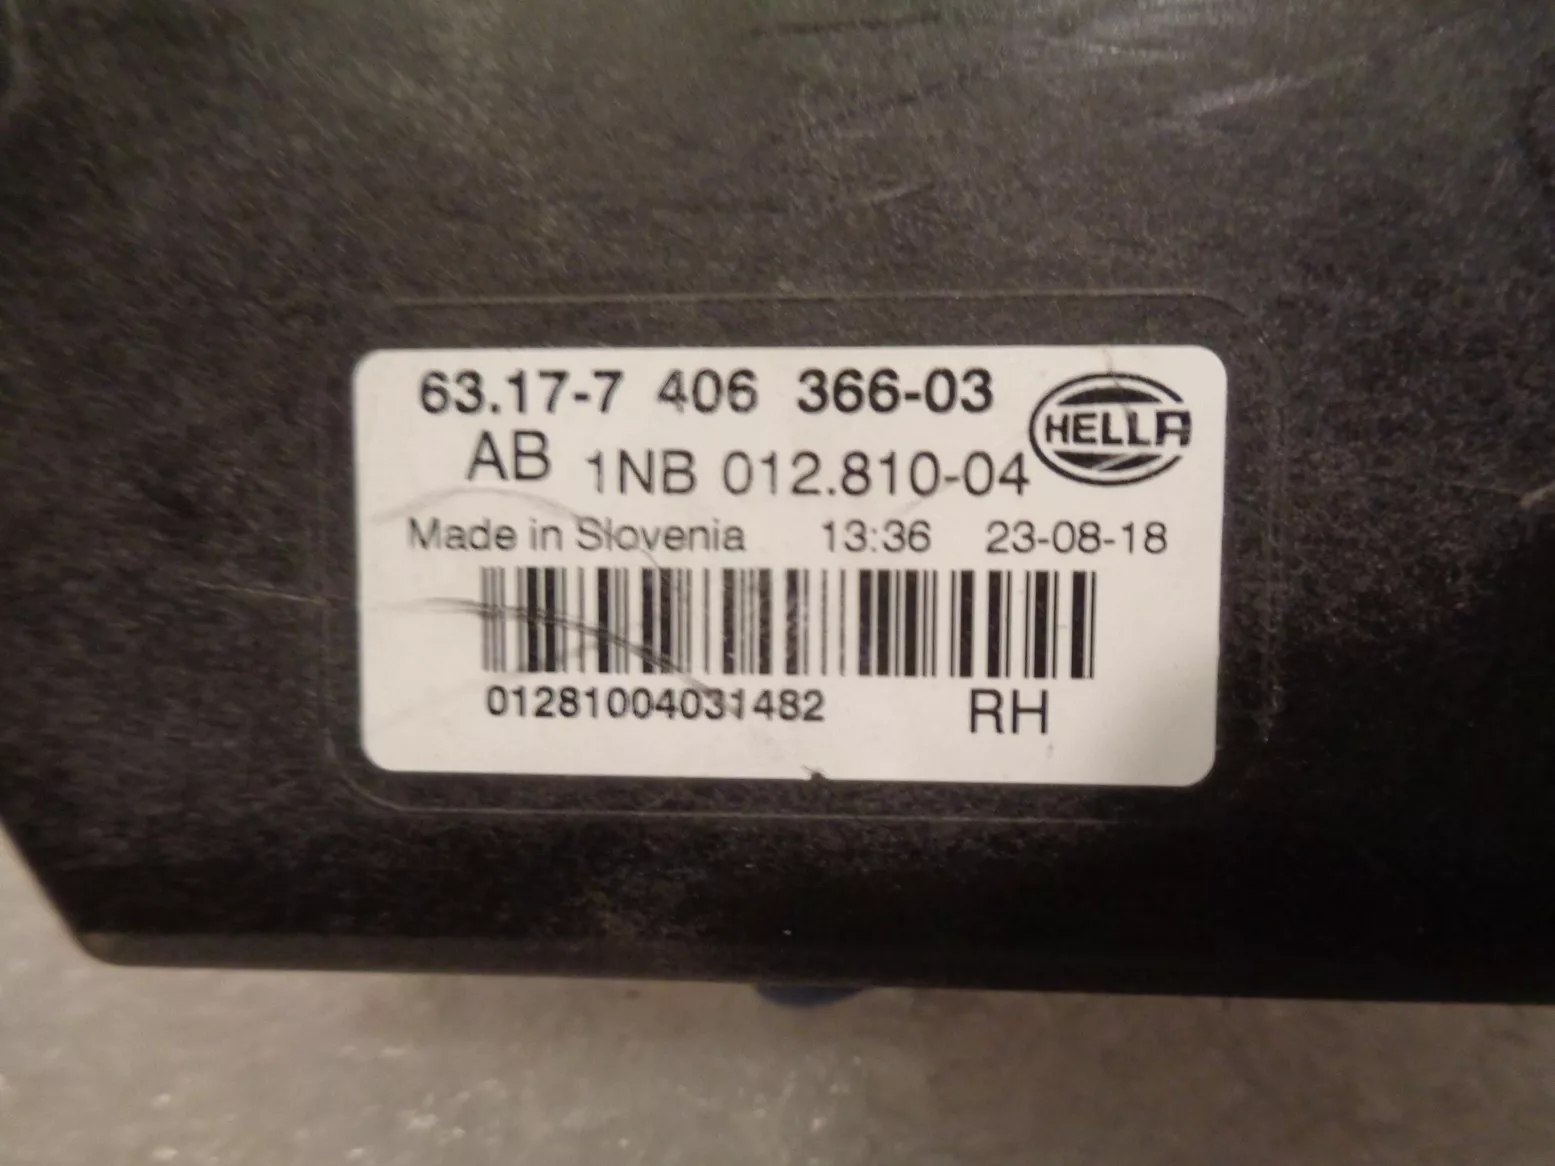 63.17-7 406 366-03
HELLA
AB 1NB 012.810-04
Made in Slovenia 13:36 23-08-18
01281004031482 RH